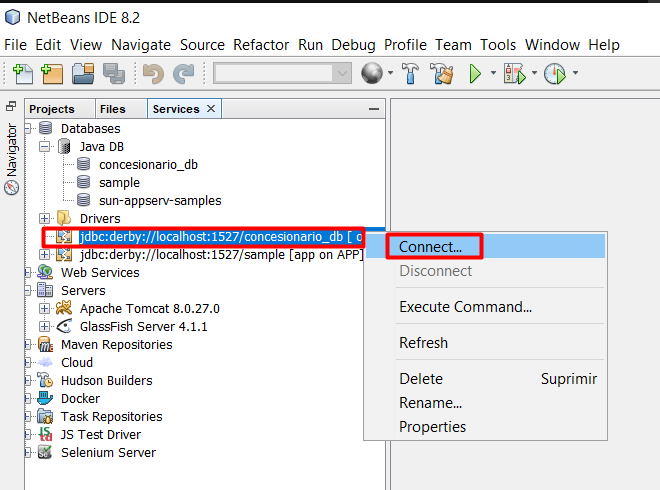 NetBeans IDE 8.2
File Edit View Navigate Source Refactor Run Debug Profile Team Tools Window Help
Projects Files Services
Navigator
Databases
Java DB
concesionario_db
sample
sun-appserv-samples
Drivers
jdbc:derby://localhost:1527/concesionario_db [ o
jdbc:derby://localhost:1527/sample [app on APP]
Web Services
Servers
Apache Tomcat 8.0.27.0
GlassFish Server 4.1.1
Maven Repositories
Cloud
Hudson Builders
Docker
Task Repositories
JS Test Driver
Selenium Server
Connect...
Disconnect
Execute Command...
Refresh
Delete Suprimir
Rename...
Properties